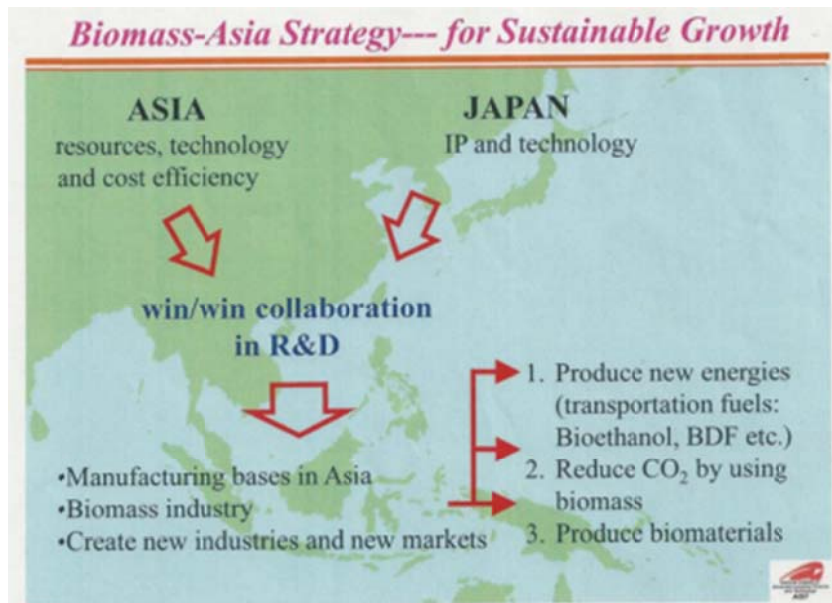 Biomass-Asia Strategy--- for Sustainable Growth
ASIA
resources, technology
and cost efficiency
JAPAN
IP and technology
win/win collaboration
in R&D
•Manufacturing bases in Asia
•Biomass industry
•Create new industries and new markets
1. Produce new energies
(transportation fuels:
Bioethanol, BDF etc.)
2. Reduce CO₂ by using
biomass
3. Produce biomaterials